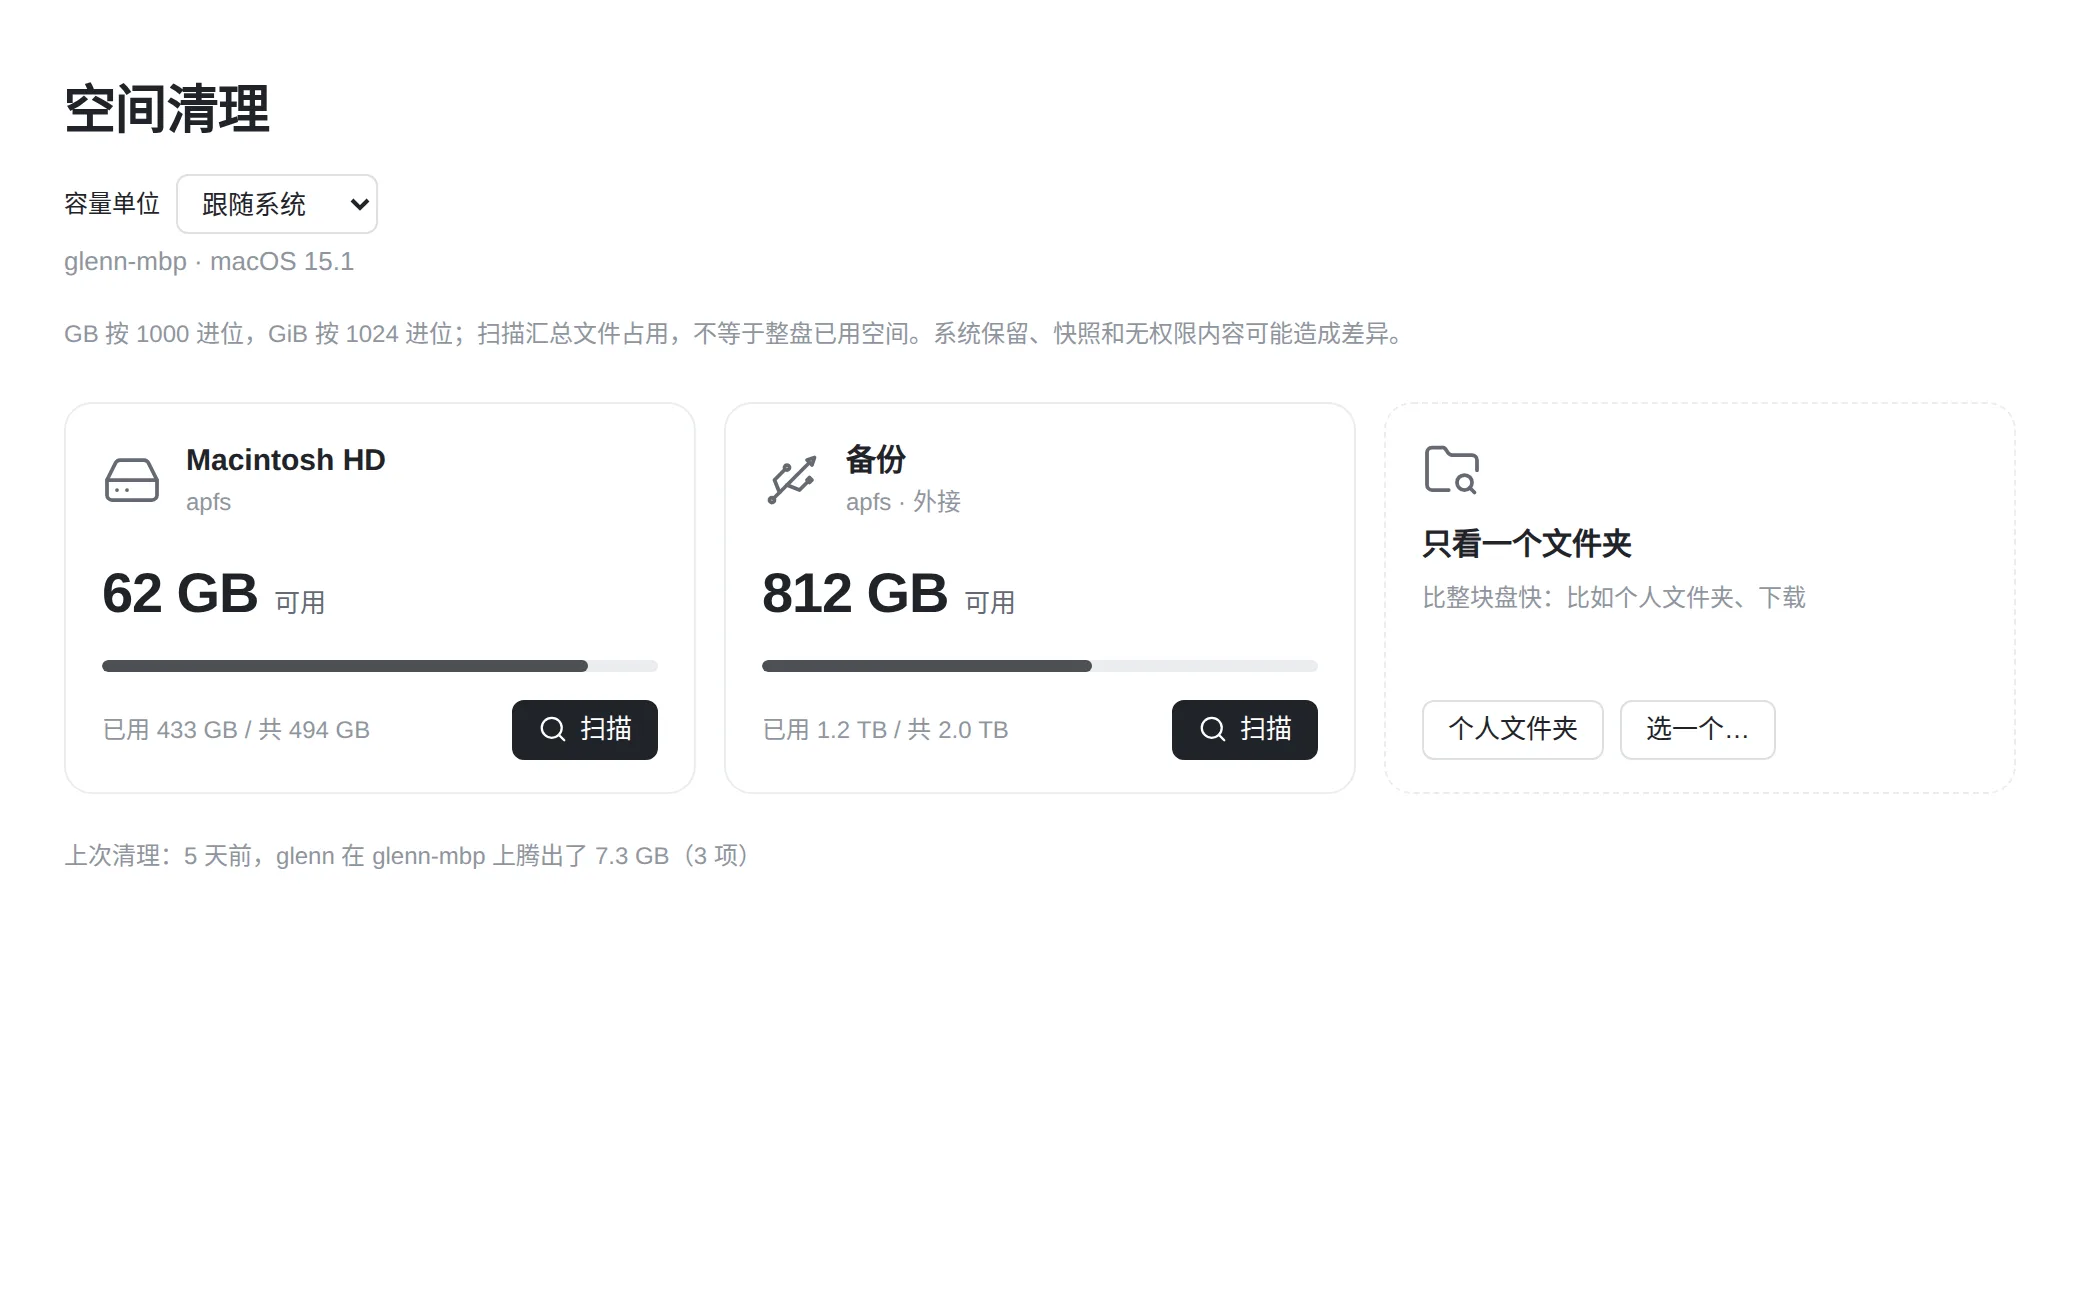 空间清理
容量单位 跟随系统
glenn-mbp · macOS 15.1
GB 按 1000 进位，GiB 按 1024 进位；扫描汇总文件占用，不等于整盘已用空间。系统保留、快照和无权限内容可能造成差异。
Macintosh HD
apfs
62 GB 可用
已用 433 GB / 共 494 GB
扫描
备份
apfs · 外接
812 GB 可用
已用 1.2 TB / 共 2.0 TB
扫描
只看一个文件夹
比整块盘快：比如个人文件夹、下载
个人文件夹
选一个…
上次清理：5 天前，glenn 在 glenn-mbp 上腾出了 7.3 GB（3 项）